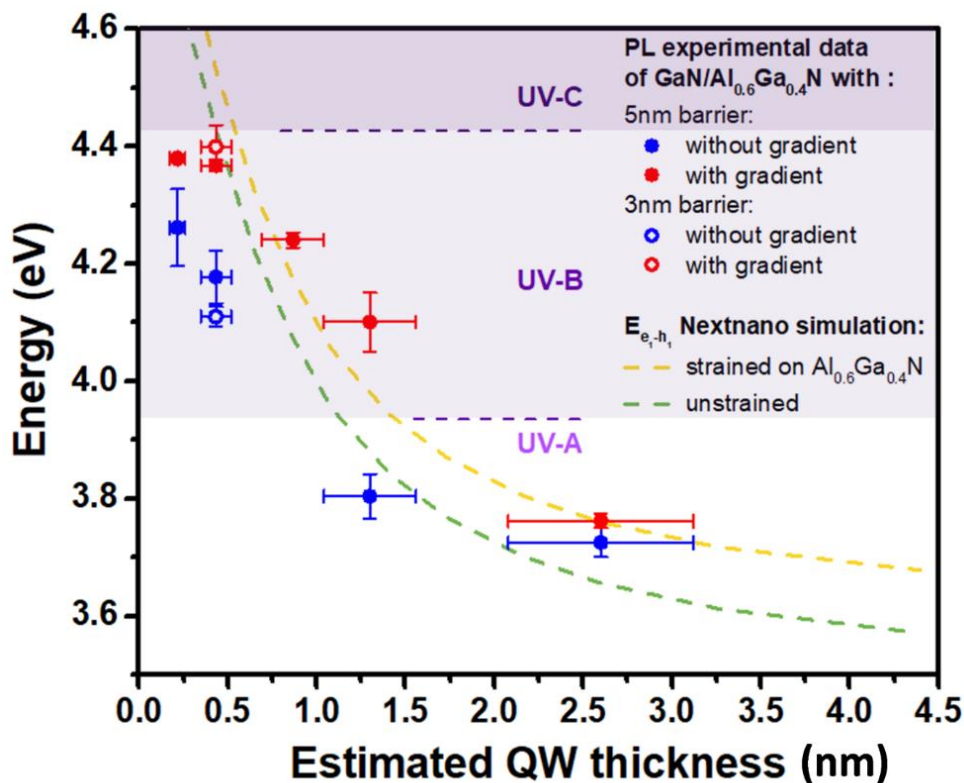 4.6
4.4
4.2
4.0
3.8
3.6
Energy (eV)
UV-C
UV-B
UV-A
PL experimental data
of GaN/Al₀.₆Ga₀.₄N with :
5nm barrier:
without gradient
with gradient
3nm barrier:
without gradient
with gradient
Eₑ₁₋ₕ₁ Nextnano simulation:
strained on Al₀.₆Ga₀.₄N
unstrained
0.0 0.5 1.0 1.5 2.0 2.5 3.0 3.5 4.0 4.5
Estimated QW thickness (nm)